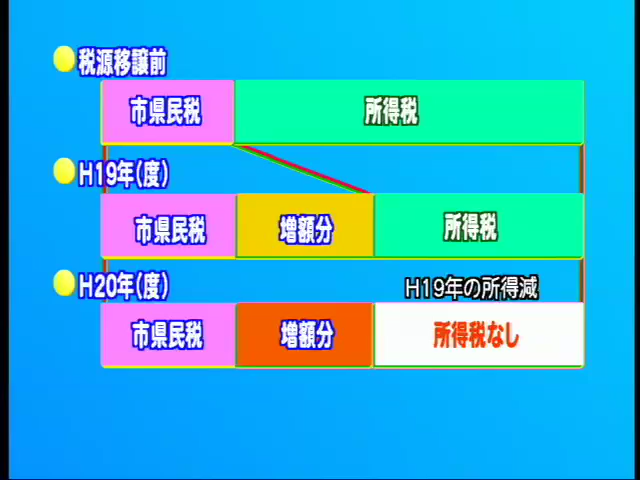 税源移譲前
市県民税 所得税
H19年(度)
市県民税 増額分 所得税
H20年(度) H19年の所得減
市県民税 増額分 所得税なし